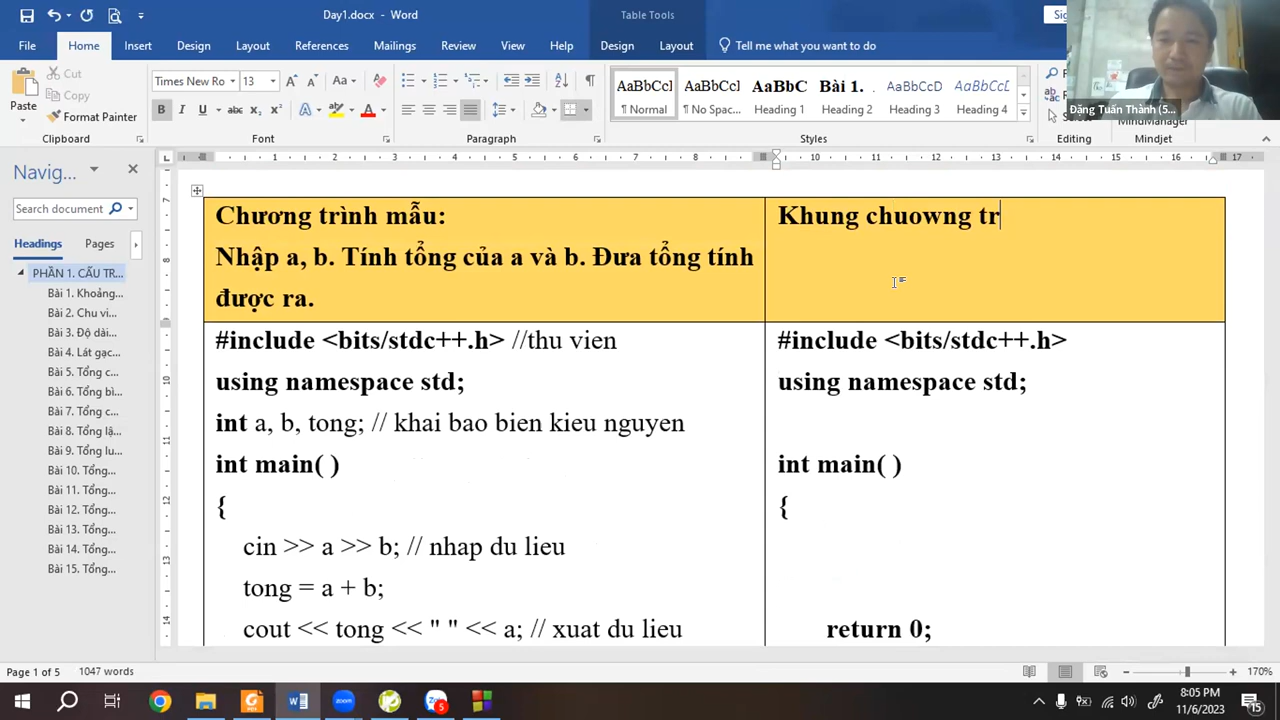 Day1.docx - Word
Table Tools
File
Home
Insert
Design
Layout
References
Mailings
Review
View
Help
Design
Layout
Tell me what you want to do
Đặng Tuấn Thành (5...
Paste
Cut
Copy
Format Painter
Clipboard
Times New Ro
13
Font
Paragraph
AaBbCcI
¶ Normal
AaBbCcI
¶ No Spac...
AaBbC
Heading 1
Bài 1.
Heading 2
AaBbCcD
Heading 3
AaBbCcD
Heading 4
Styles
Editing
MindManager
Mindjet
Navig...
Search document
Headings
Pages
PHẦN 1. CẤU TR...
Bài 1. Khoảng...
Bài 2. Chu vi...
Bài 3. Độ dài...
Bài 4. Lát gạc...
Bài 5. Tổng c...
Bài 6. Tổng bì...
Bài 7. Tổng c...
Bài 8. Tổng lậ...
Bài 9. Tổng lu...
Bài 10. Tổng...
Bài 11. Tổng...
Bài 12. Tổng...
Bài 13. Tổng...
Bài 14. Tổng...
Bài 15. Tổng...
Chương trình mẫu:
Nhập a, b. Tính tổng của a và b. Đưa tổng tính
được ra.
#include <bits/stdc++.h> //thu vien
using namespace std;
int a, b, tong; // khai bao bien kieu nguyen
int main( )
{
cin >> a >> b; // nhap du lieu
tong = a + b;
cout << tong << " " << a; // xuat du lieu
Khung chuowng tr
#include <bits/stdc++.h>
using namespace std;
int main( )
{
return 0;
Page 1 of 5
1047 words
170%
8:05 PM
11/6/2023